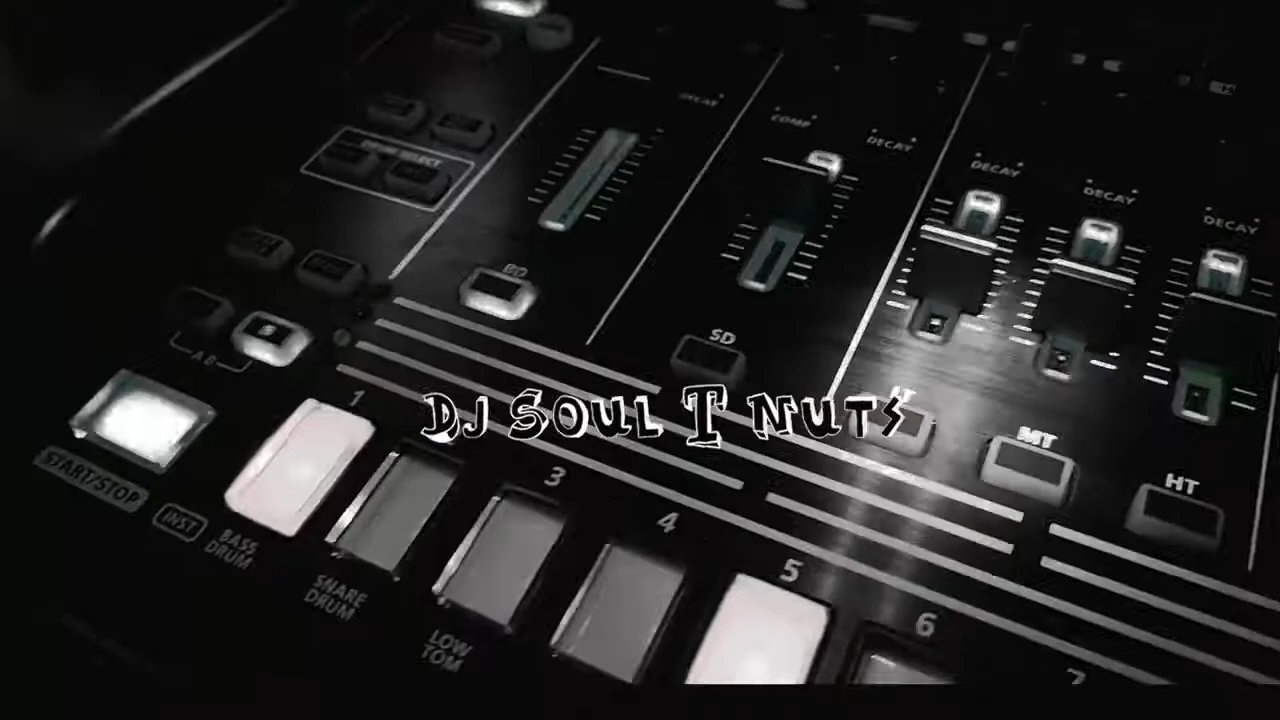 DECAY
COMP
DECAY
DECAY
DECAY
DECAY
BD
SD
LT
MT
HT
A B
START/STOP
INST
1
3
4
5
6
7
BASS
DRUM
SNARE
DRUM
LOW
TOM
DJ SOUL T NUTS